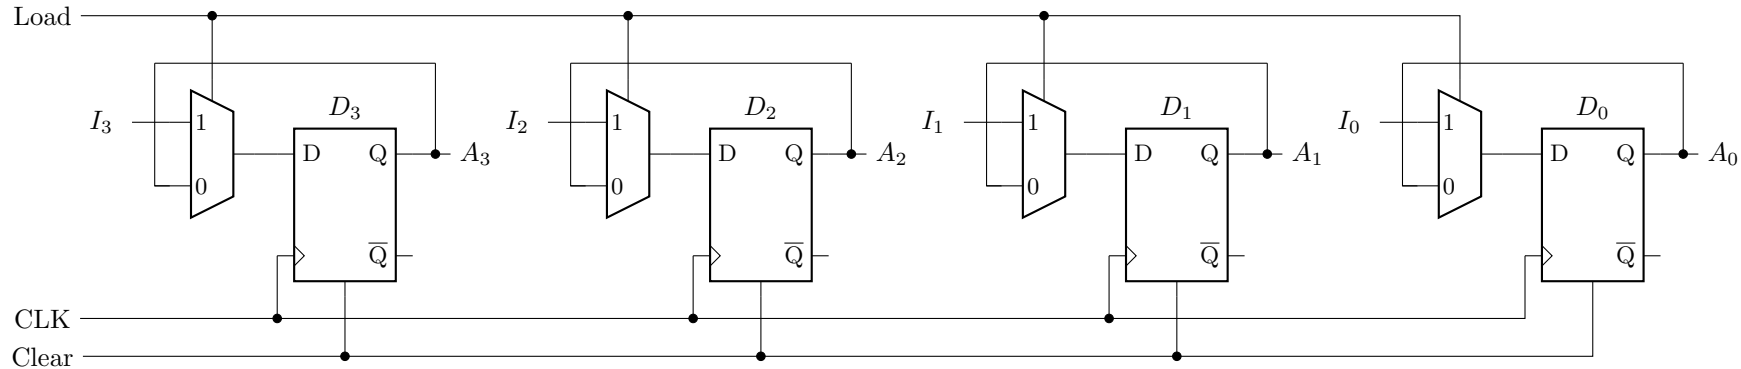 Load
D₃ D₂ D₁ D₀
I₃ 1 I₂ 1 I₁ 1 I₀ 1
D Q A₃ D Q A₂ D Q A₁ D Q A₀
0 0 0 0
Q̅ Q̅ Q̅ Q̅
CLK
Clear